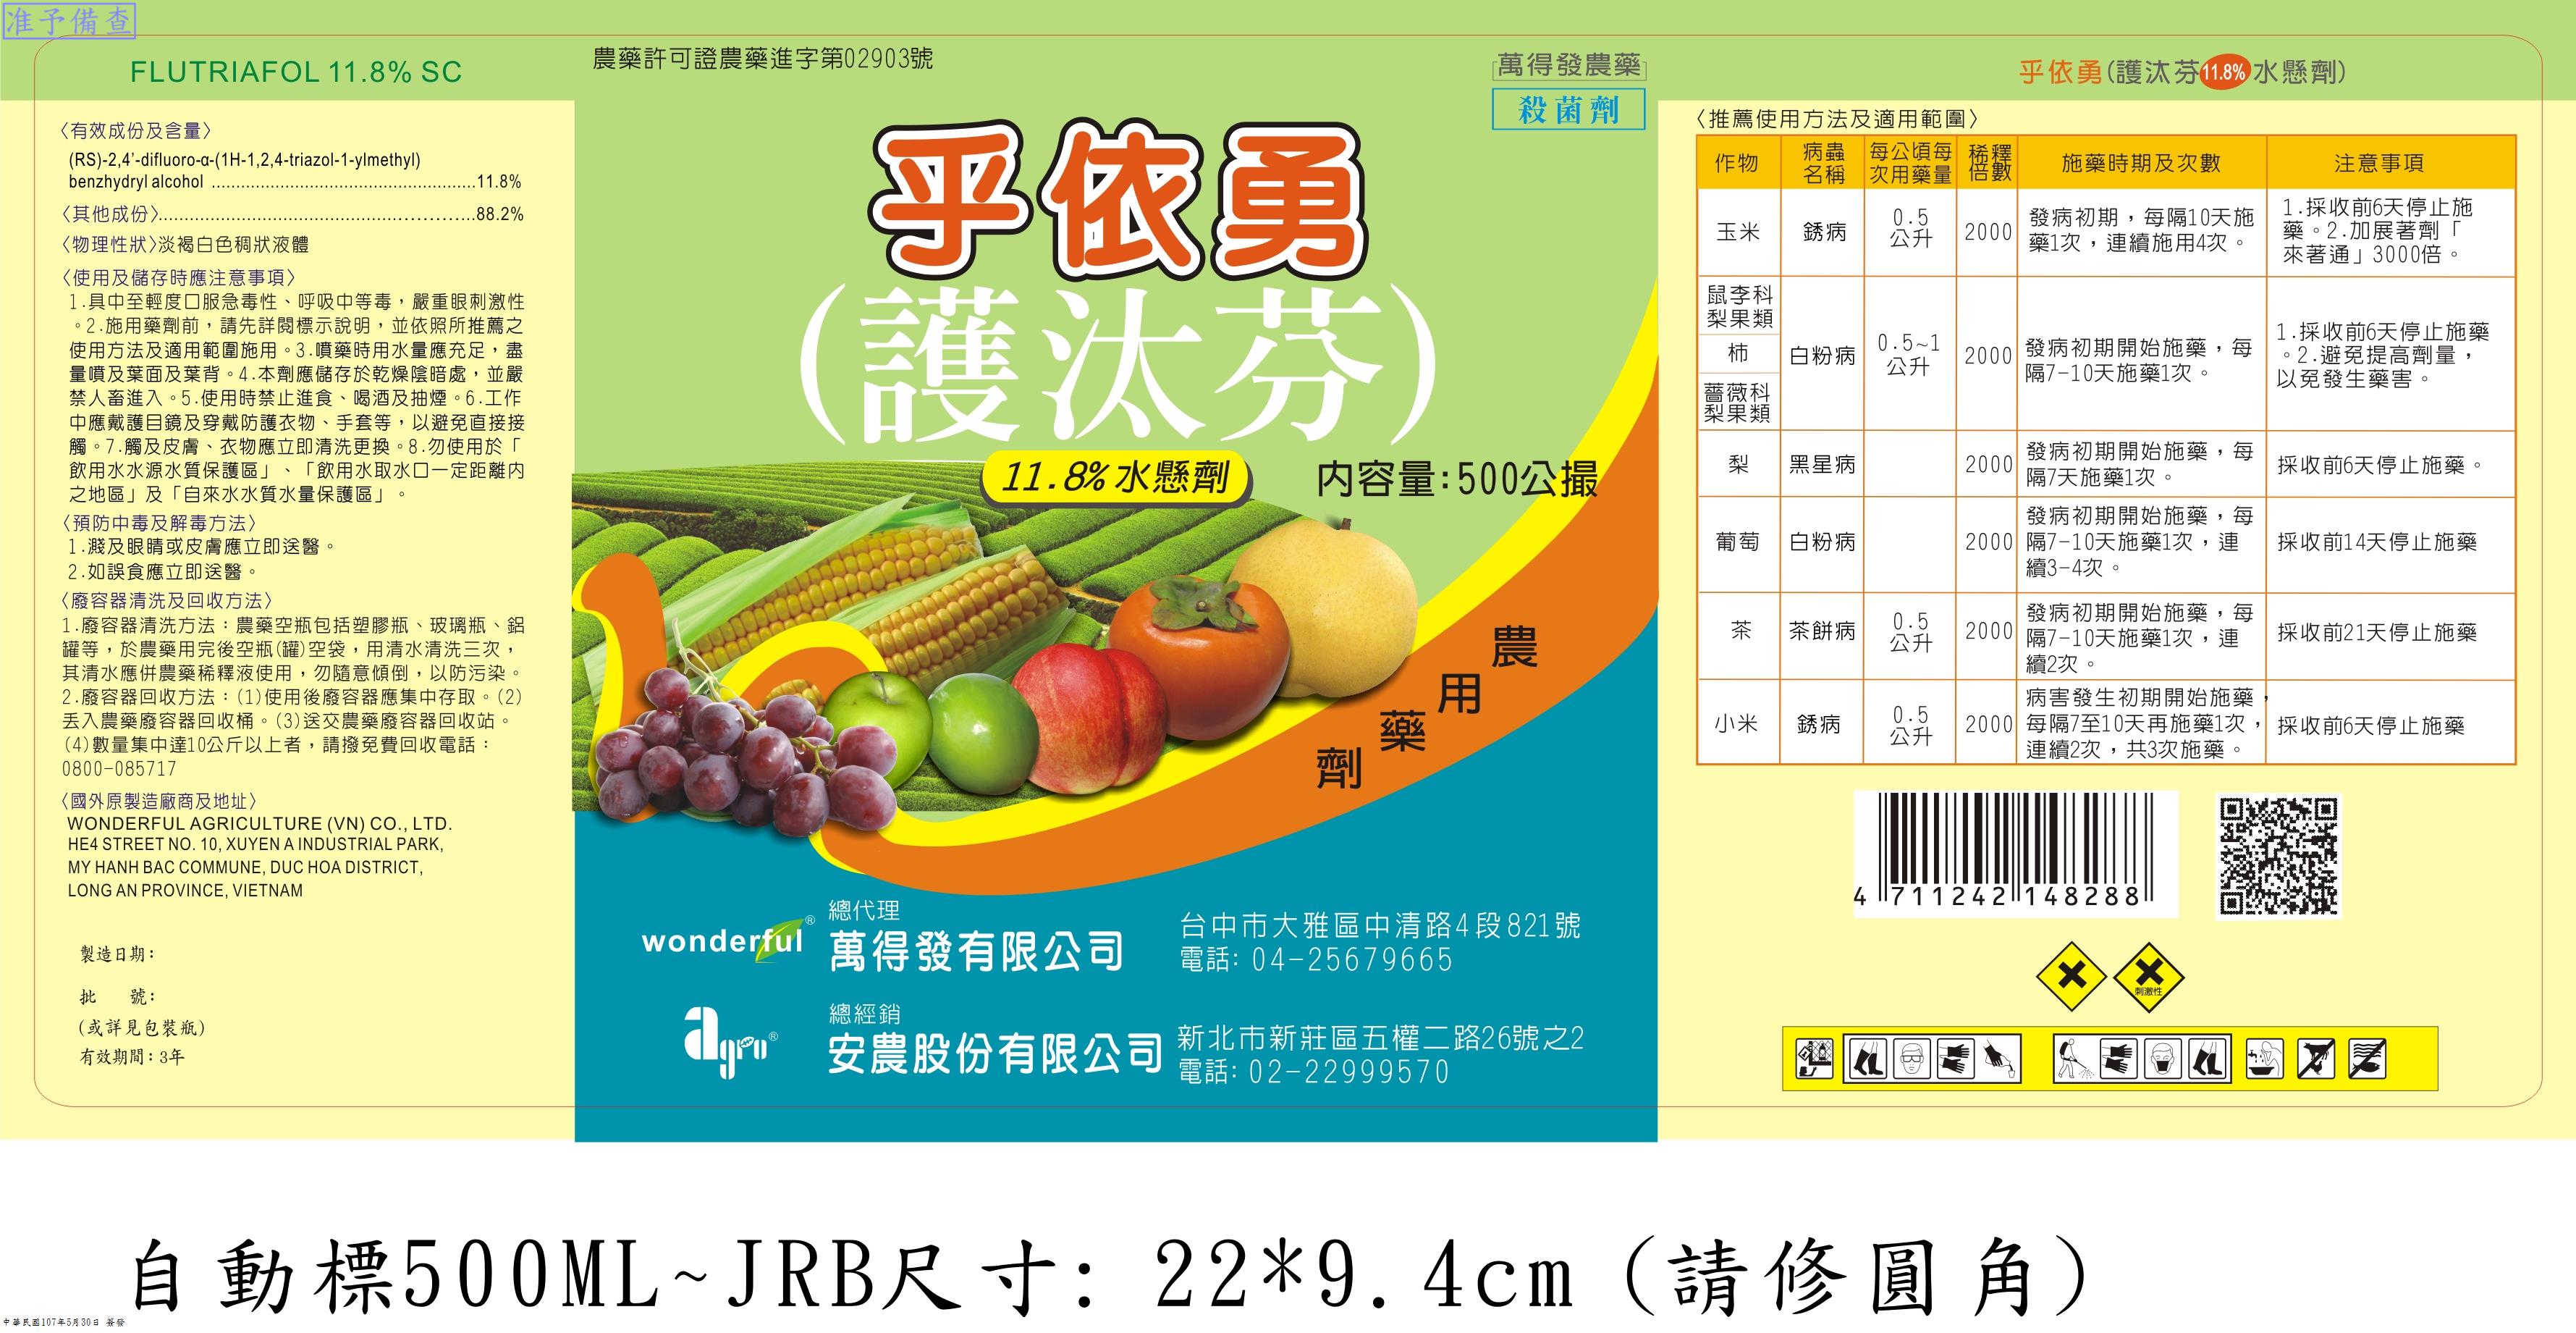 准予備查
FLUTRIAFOL 11.8% SC
〈有效成份及含量〉
(RS)-2,4'-difluoro-α-(1H-1,2,4-triazol-1-ylmethyl)
benzhydryl alcohol ......................................................11.8%
〈其他成份〉...............................................................88.2%
〈物理性狀〉淡褐白色稠狀液體
〈使用及儲存時應注意事項〉
1.具中至輕度口服急毒性、呼吸中等毒，嚴重眼刺激性
。2.施用藥劑前，請先詳閱標示說明，並依照所推薦之
使用方法及適用範圍施用。3.噴藥時用水量應充足，盡
量噴及葉面及葉背。4.本劑應儲存於乾燥陰暗處，並嚴
禁人畜進入。5.使用時禁止進食、喝酒及抽煙。6.工作
中應戴護目鏡及穿戴防護衣物、手套等，以避免直接接
觸。7.觸及皮膚、衣物應立即清洗更換。8.勿使用於「
飲用水水源水質保護區」、「飲用水取水口一定距離內
之地區」及「自來水水質水量保護區」。
〈預防中毒及解毒方法〉
1.濺及眼睛或皮膚應立即送醫。
2.如誤食應立即送醫。
〈廢容器清洗及回收方法〉
1.廢容器清洗方法：農藥空瓶包括塑膠瓶、玻璃瓶、鋁
罐等，於農藥用完後空瓶(罐)空袋，用清水清洗三次，
其清水應併農藥稀釋液使用，勿隨意傾倒，以防污染。
2.廢容器回收方法：(1)使用後廢容器應集中存取。(2)
丟入農藥廢容器回收桶。(3)送交農藥廢容器回收站。
(4)數量集中達10公斤以上者，請撥免費回收電話：
0800-085717
〈國外原製造廠商及地址〉
WONDERFUL AGRICULTURE (VN) CO., LTD.
HE4 STREET NO. 10, XUYEN A INDUSTRIAL PARK,
MY HANH BAC COMMUNE, DUC HOA DISTRICT,
LONG AN PROVINCE, VIETNAM
製造日期：
批　號：
(或詳見包裝瓶)
有效期間：3年
農藥許可證農藥進字第02903號
萬得發農藥
殺菌劑
乎依勇
(護汰芬)
11.8%水懸劑
內容量:500公撮
農
用
藥
劑
wonderful®
總代理
萬得發有限公司
台中市大雅區中清路4段821號
電話: 04-25679665
agro®
總經銷
安農股份有限公司
新北市新莊區五權二路26號之2
電話: 02-22999570
乎依勇(護汰芬11.8%水懸劑)
〈推薦使用方法及適用範圍〉
作物 病蟲名稱 每公頃每次用藥量 稀釋倍數 施藥時期及次數 注意事項
玉米 銹病 0.5公升 2000 發病初期，每隔10天施藥1次，連續施用4次。 1.採收前6天停止施藥。2.加展著劑「來著通」3000倍。
鼠李科梨果類
柿 白粉病 0.5~1公升 2000 發病初期開始施藥，每隔7-10天施藥1次。 1.採收前6天停止施藥。2.避免提高劑量，以免發生藥害。
薔薇科梨果類
梨 黑星病 2000 發病初期開始施藥，每隔7天施藥1次。 採收前6天停止施藥。
葡萄 白粉病 2000 發病初期開始施藥，每隔7-10天施藥1次，連續3-4次。 採收前14天停止施藥
茶 茶餅病 0.5公升 2000 發病初期開始施藥，每隔7-10天施藥1次，連續2次。 採收前21天停止施藥
小米 銹病 0.5公升 2000 病害發生初期開始施藥，每隔7至10天再施藥1次，連續2次，共3次施藥。 採收前6天停止施藥
4 711242 148288
刺激性
自動標500ML~JRB尺寸: 22*9.4cm (請修圓角)
中華民國107年5月30日 簽發